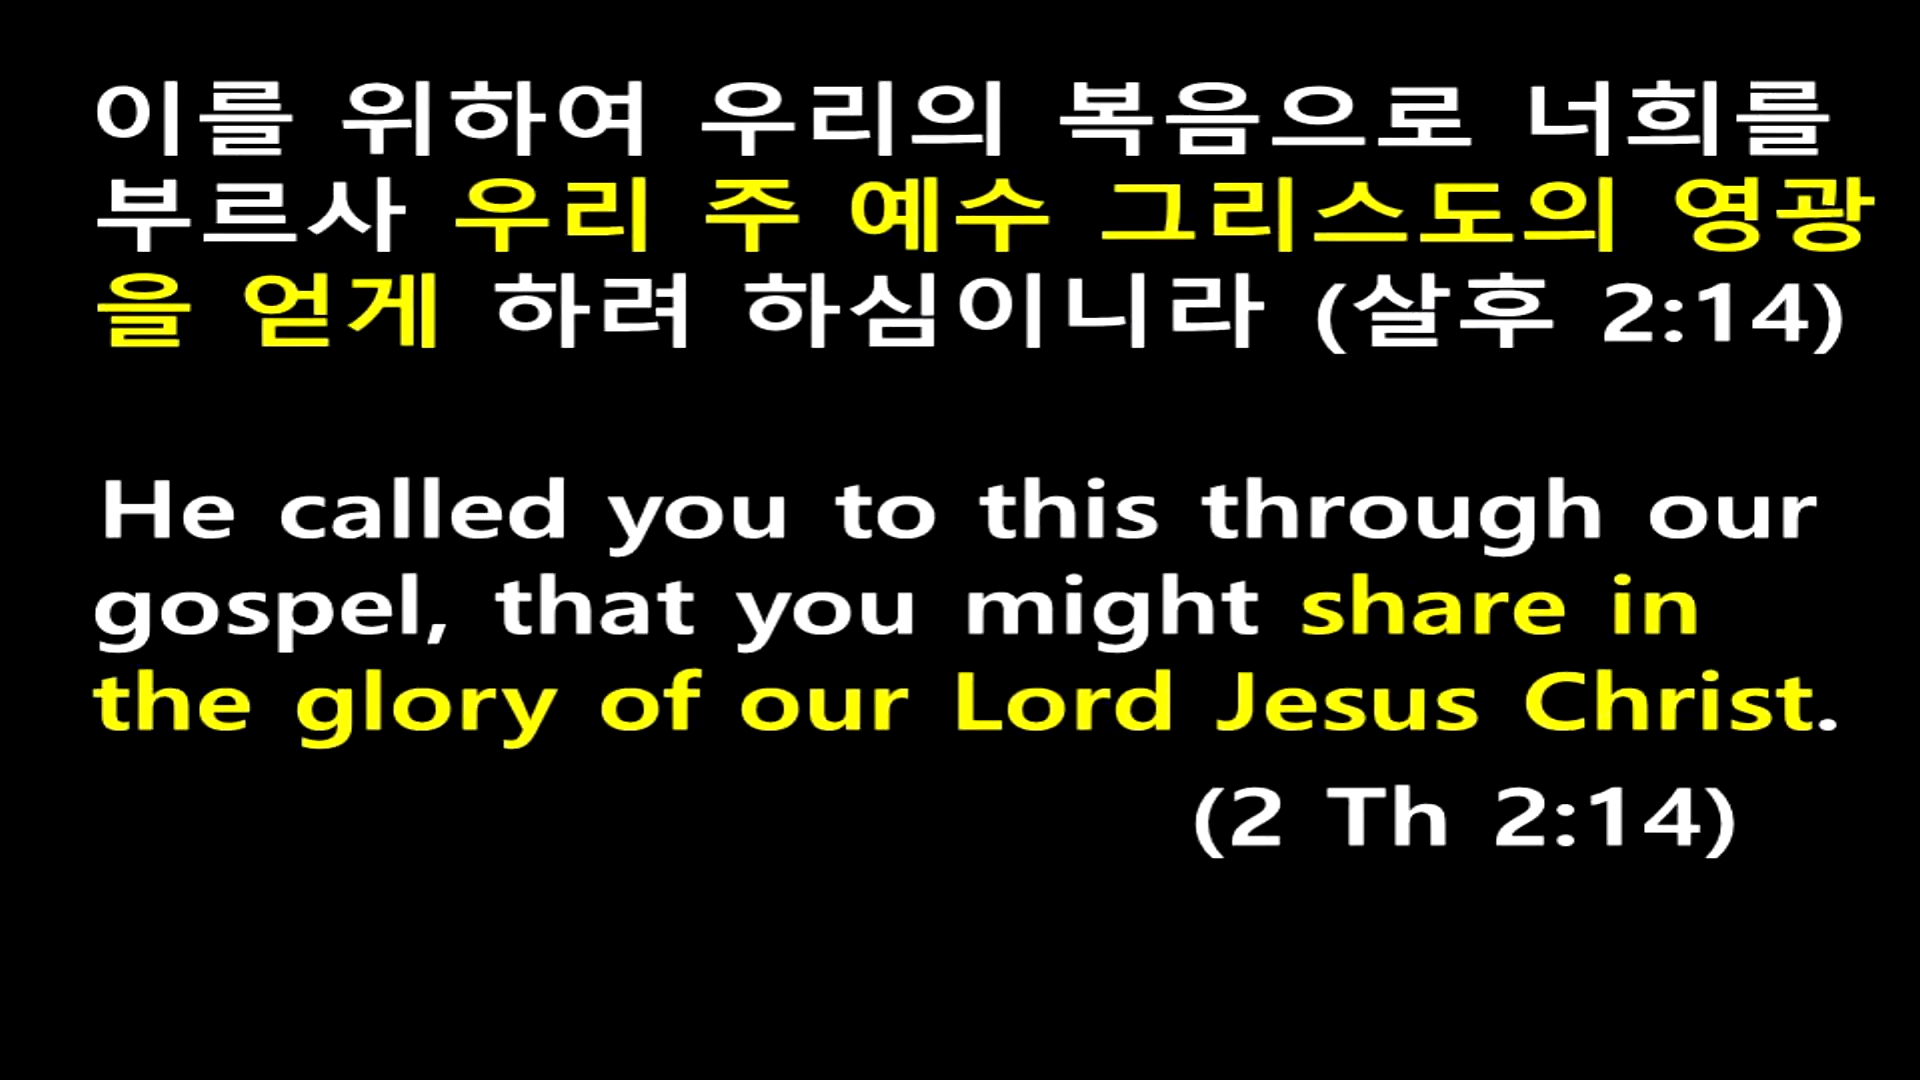 이를 위하여 우리의 복음으로 너희를
부르사 우리 주 예수 그리스도의 영광
을 얻게 하려 하심이니라 (살후 2:14)
He called you to this through our
gospel, that you might share in
the glory of our Lord Jesus Christ.
(2 Th 2:14)